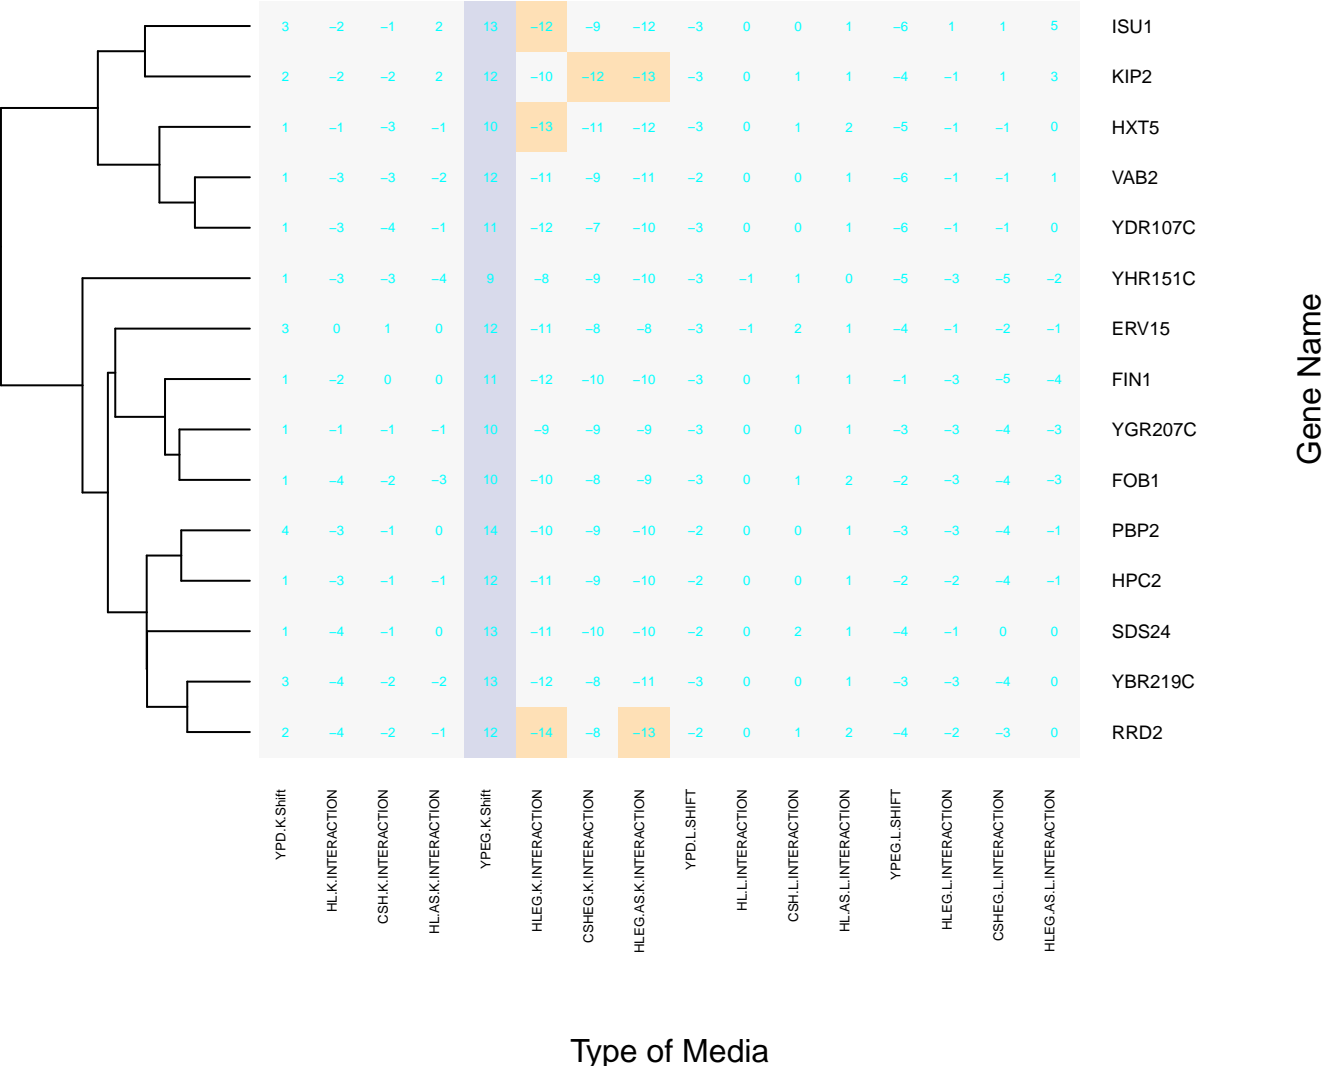 3 −2 −1 2 13 −12 −9 −12 −3 0 0 1 −6 1 1 5 ISU1
2 −2 −2 2 12 −10 −12 −13 −3 0 1 1 −4 −1 1 3 KIP2
1 −1 −3 −1 10 −13 −11 −12 −3 0 1 2 −5 −1 −1 0 HXT5
1 −3 −3 −2 12 −11 −9 −11 −2 0 0 1 −6 −1 −1 1 VAB2
1 −3 −4 −1 11 −12 −7 −10 −3 0 0 1 −6 −1 −1 0 YDR107C
1 −3 −3 −4 9 −8 −9 −10 −3 −1 1 0 −5 −3 −5 −2 YHR151C
3 0 1 0 12 −11 −8 −8 −3 −1 2 1 −4 −1 −2 −1 ERV15
1 −2 0 0 11 −12 −10 −10 −3 0 1 1 −1 −3 −5 −4 FIN1
1 −1 −1 −1 10 −9 −9 −9 −3 0 0 1 −3 −3 −4 −3 YGR207C
1 −4 −2 −3 10 −10 −8 −9 −3 0 1 2 −2 −3 −4 −3 FOB1
4 −3 −1 0 14 −10 −9 −10 −2 0 0 1 −3 −3 −4 −1 PBP2
1 −3 −1 −1 12 −11 −9 −10 −2 0 0 1 −2 −2 −4 −1 HPC2
1 −4 −1 0 13 −11 −10 −10 −2 0 2 1 −4 −1 0 0 SDS24
3 −4 −2 −2 13 −12 −8 −11 −3 0 0 1 −3 −3 −4 0 YBR219C
2 −4 −2 −1 12 −14 −8 −13 −2 0 1 2 −4 −2 −3 0 RRD2
Gene Name
YPD.K.Shift
HL.K.INTERACTION
CSH.K.INTERACTION
HL.AS.K.INTERACTION
YPEG.K.Shift
HLEG.K.INTERACTION
CSHEG.K.INTERACTION
HLEG.AS.K.INTERACTION
YPD.L.SHIFT
HL.L.INTERACTION
CSH.L.INTERACTION
HL.AS.L.INTERACTION
YPEG.L.SHIFT
HLEG.L.INTERACTION
CSHEG.L.INTERACTION
HLEG.AS.L.INTERACTION
Type of Media